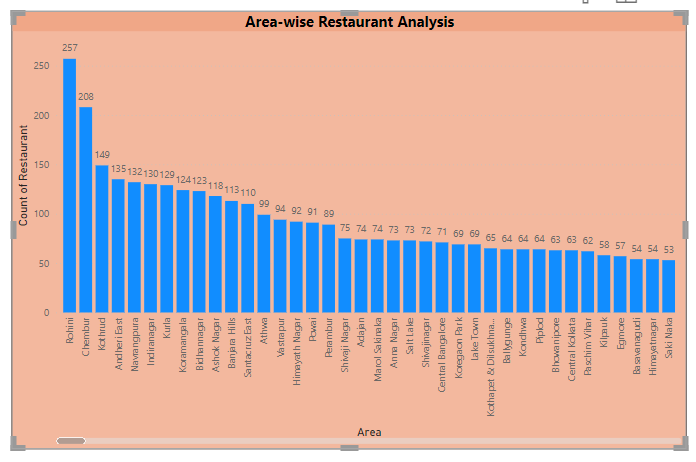 Area-wise Restaurant Analysis
Count of Restaurant
250
200
150
100
50
0
257
208
149
135
132
130
129
124
123
118
113
110
99
94
92
91
89
75
74
74
73
73
72
71
69
69
65
64
64
64
63
63
62
58
57
54
54
53
Rohini
Chembur
Kothrud
Andheri East
Navrangpura
Indiranagar
Kurla
Koramangala
Bidhannagar
Ashok Nagar
Banjara Hills
Santacruz East
Athwa
Vastrapur
Himayath Nagar
Powai
Perambur
Shivaji Nagar
Adajan
Marol Sakinaka
Anna Nagar
Salt Lake
Shivajinagar
Central Bangalore
Koregaon Park
Lake Town
Kothapet & Dilsukhna...
Ballygunge
Kondhwa
Piplod
Bhowanipore
Central Kolkata
Paschim Vihar
Kilpauk
Egmore
Basavanagudi
Himayetnagar
Saki Naka
Area